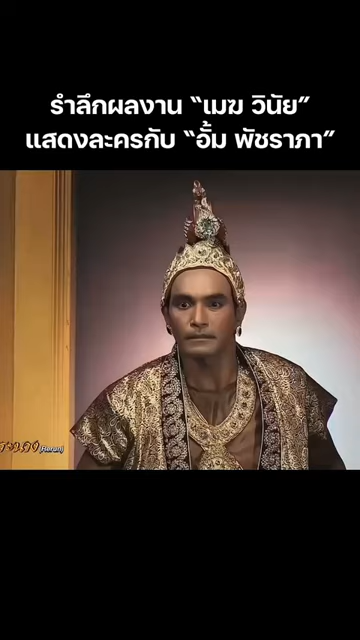 รำลึกผลงาน “เมฆ วินัย”
แสดงละครกับ “อั้ม พัชราภา”